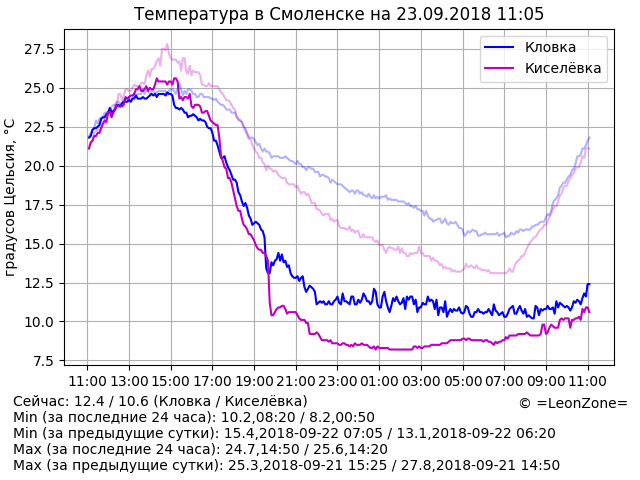 Температура в Смоленске на 23.09.2018 11:05
Кловка
Киселёвка
градусов Цельсия, °C
27.5
25.0
22.5
20.0
17.5
15.0
12.5
10.0
7.5
11:00 13:00 15:00 17:00 19:00 21:00 23:00 01:00 03:00 05:00 07:00 09:00 11:00
© =LeonZone=
Сейчас: 12.4 / 10.6 (Кловка / Киселёвка)
Min (за последние 24 часа): 10.2,08:20 / 8.2,00:50
Min (за предыдущие сутки): 15.4,2018-09-22 07:05 / 13.1,2018-09-22 06:20
Max (за последние 24 часа): 24.7,14:50 / 25.6,14:20
Max (за предыдущие сутки): 25.3,2018-09-21 15:25 / 27.8,2018-09-21 14:50